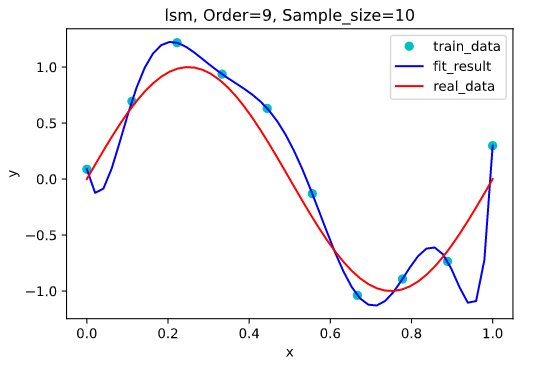 lsm, Order=9, Sample_size=10
train_data
fit_result
real_data
1.0
0.5
0.0
−0.5
−1.0
y
0.0 0.2 0.4 0.6 0.8 1.0
x